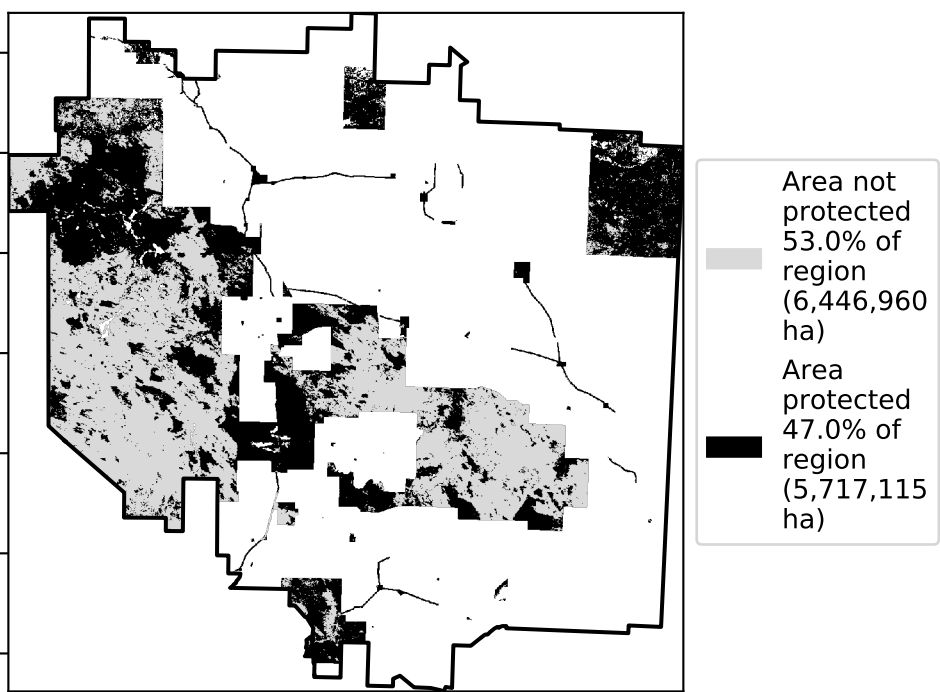 Area not
protected
53.0% of
region
(6,446,960
ha)
Area
protected
47.0% of
region
(5,717,115
ha)